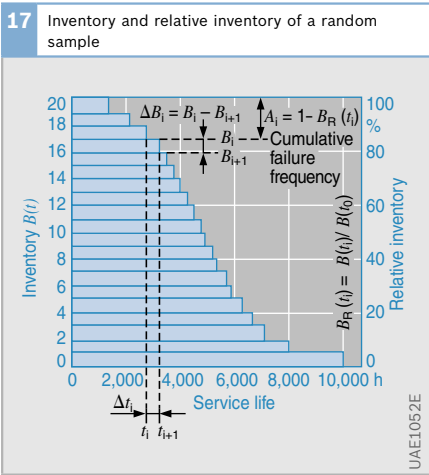 17 Inventory and relative inventory of a random
sample
20
18
16
14
12
10
8
6
4
2
0
Inventory B(t)
ΔBᵢ = Bᵢ – Bᵢ₊₁
Bᵢ
Bᵢ₊₁
Aᵢ = 1– B_R (tᵢ)
Cumulative
failure
frequency
100
%
80
60
40
20
0
B_R (tᵢ) = B(tᵢ)/ B(t₀)
Relative inventory
0 2,000 4,000 6,000 8,000 10,000 h
Δtᵢ
Service life
tᵢ tᵢ₊₁
UAE1052E